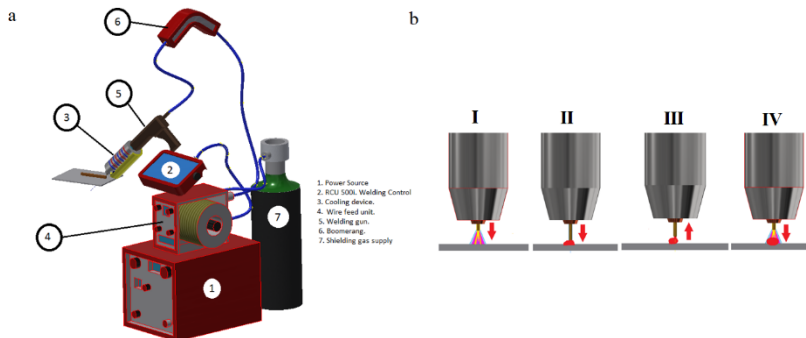 a
b
6
5
3
2
4
7
1
1. Power Source
2. RCU 500i. Welding Control
3. Cooling device.
4. Wire feed unit.
5. Welding gun.
6. Boomerang.
7. Shielding gas supply
I II III IV